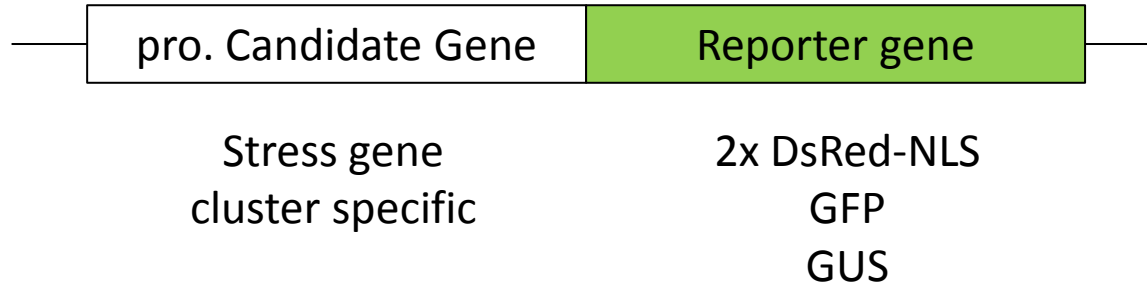 pro. Candidate Gene
Reporter gene
Stress gene
cluster specific
2x DsRed-NLS
GFP
GUS